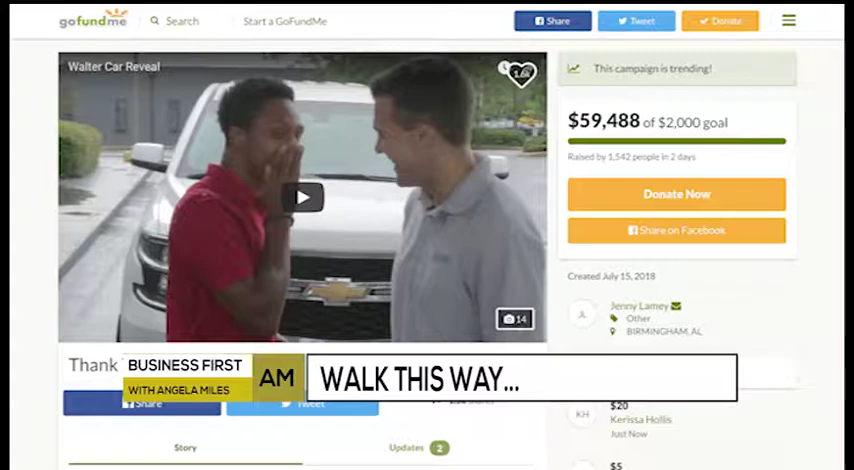 gofundme
Search
Start a GoFundMe
Share
Tweet
Donate
Walter Car Reveal
1.6k
This campaign is trending!
$59,488 of $2,000 goal
Raised by 1,542 people in 2 days
Donate Now
Share on Facebook
Created July 15, 2018
14
JL
Jenny Lamey
Other
BIRMINGHAM, AL
Thank
BUSINESS FIRST
WITH ANGELA MILES
AM
WALK THIS WAY...
Share
Tweet
KH
$20
Kerissa Hollis
Just Now
Story
Updates 2
$5